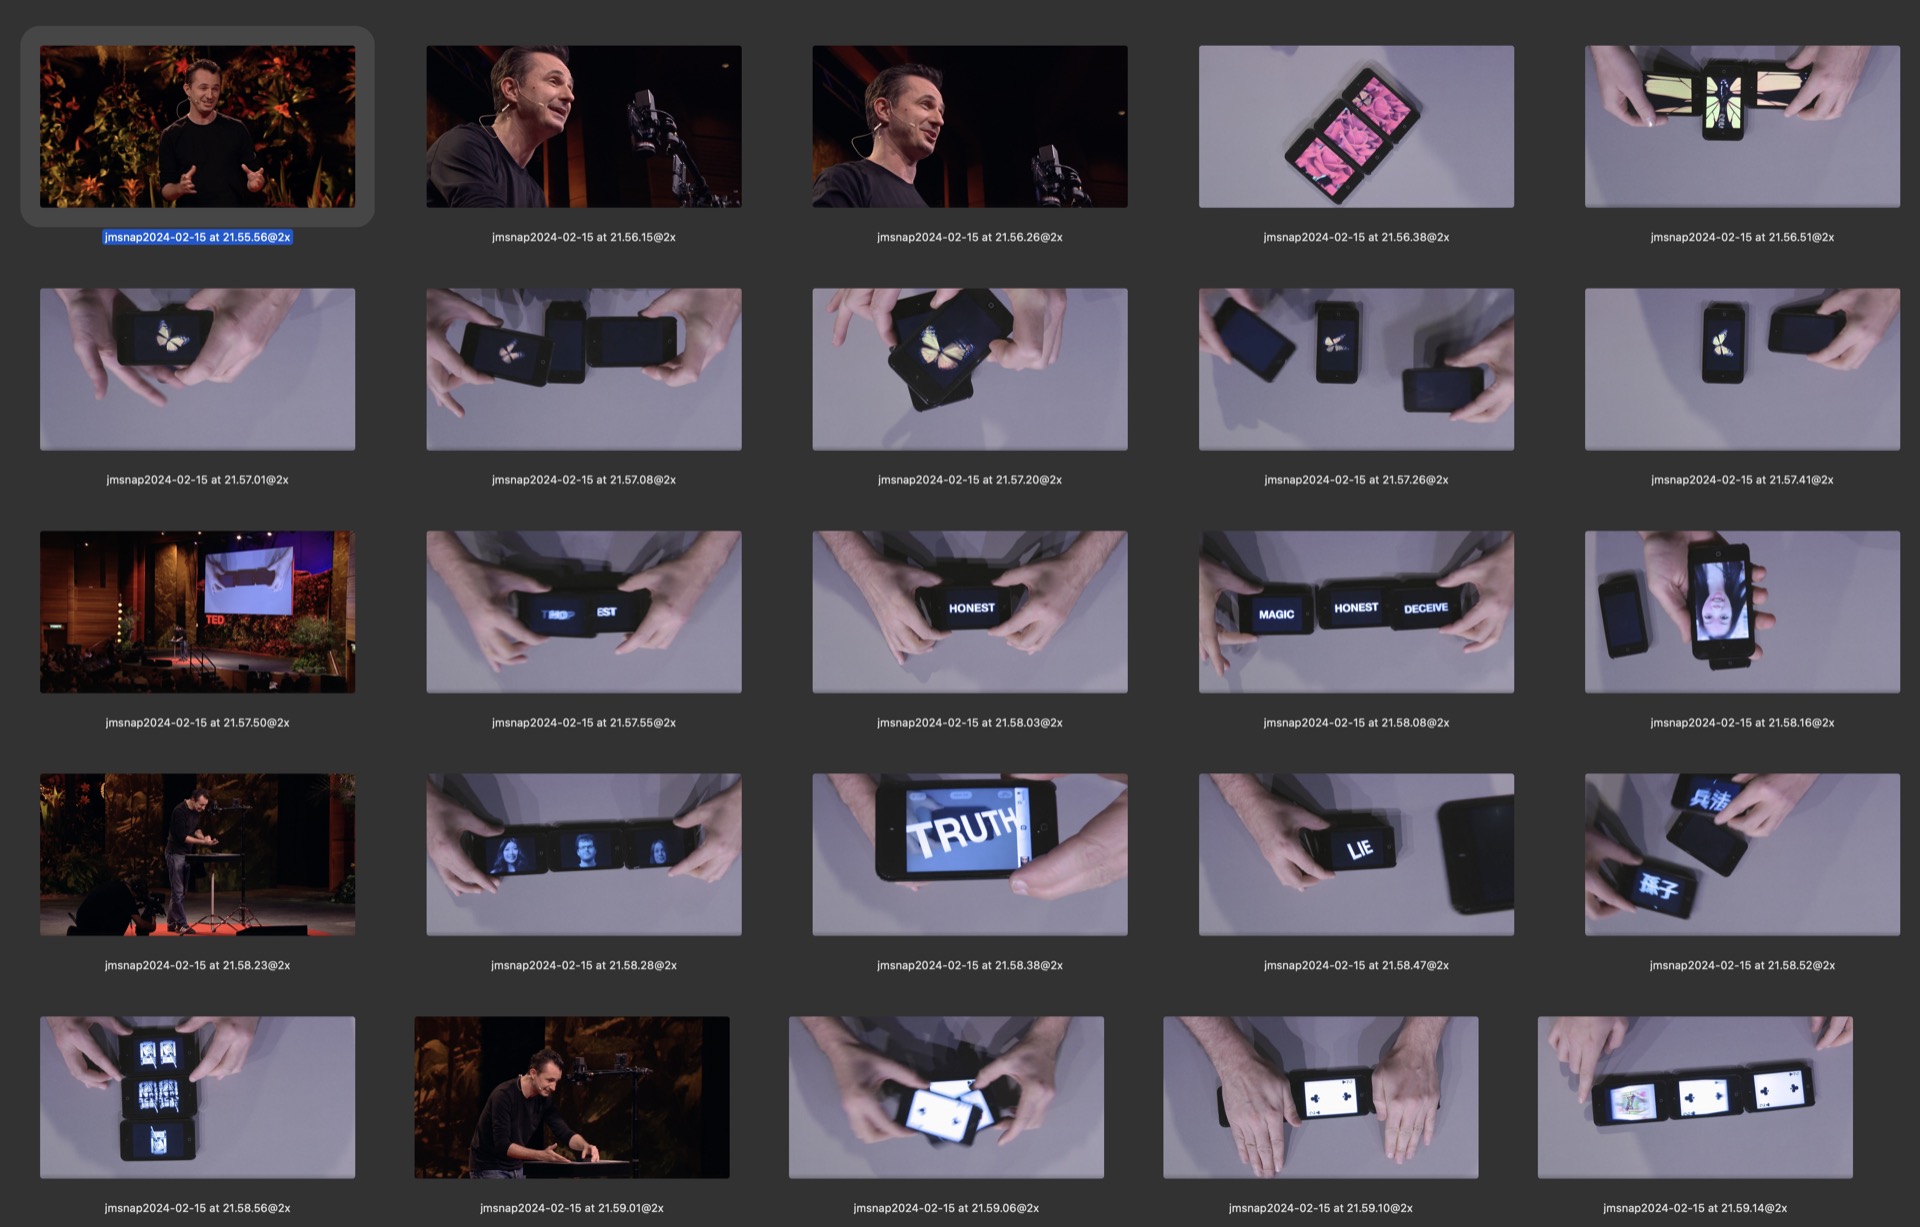 jmsnap2024-02-15 at 21.55.56@2x
jmsnap2024-02-15 at 21.56.15@2x
jmsnap2024-02-15 at 21.56.26@2x
jmsnap2024-02-15 at 21.56.38@2x
jmsnap2024-02-15 at 21.56.51@2x
jmsnap2024-02-15 at 21.57.01@2x
jmsnap2024-02-15 at 21.57.08@2x
jmsnap2024-02-15 at 21.57.20@2x
jmsnap2024-02-15 at 21.57.26@2x
jmsnap2024-02-15 at 21.57.41@2x
TED
EST
HONEST
MAGIC
HONEST
DECEIVE
jmsnap2024-02-15 at 21.57.50@2x
jmsnap2024-02-15 at 21.57.55@2x
jmsnap2024-02-15 at 21.58.03@2x
jmsnap2024-02-15 at 21.58.08@2x
jmsnap2024-02-15 at 21.58.16@2x
TRUTH
LIE
孫子
jmsnap2024-02-15 at 21.58.23@2x
jmsnap2024-02-15 at 21.58.28@2x
jmsnap2024-02-15 at 21.58.38@2x
jmsnap2024-02-15 at 21.58.47@2x
jmsnap2024-02-15 at 21.58.52@2x
jmsnap2024-02-15 at 21.58.56@2x
jmsnap2024-02-15 at 21.59.01@2x
jmsnap2024-02-15 at 21.59.06@2x
jmsnap2024-02-15 at 21.59.10@2x
jmsnap2024-02-15 at 21.59.14@2x